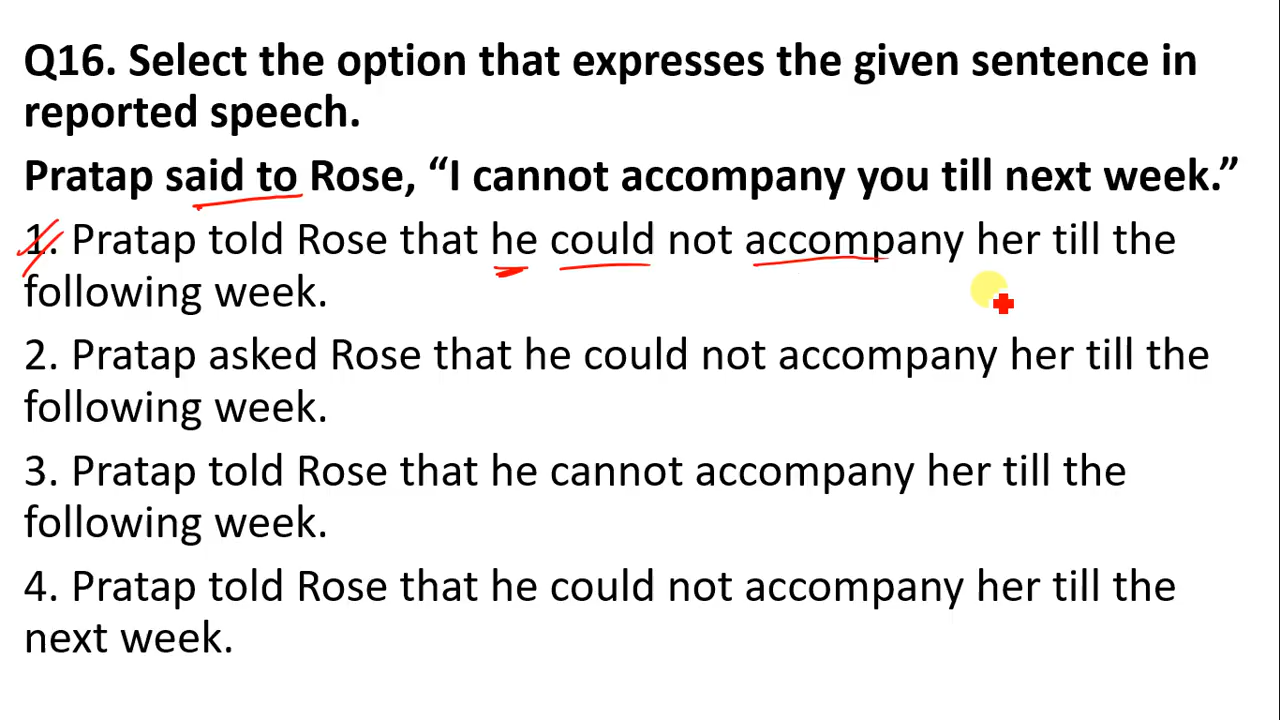 Q16. Select the option that expresses the given sentence in
reported speech.
Pratap said to Rose, “I cannot accompany you till next week.”
1. Pratap told Rose that he could not accompany her till the
following week.
2. Pratap asked Rose that he could not accompany her till the
following week.
3. Pratap told Rose that he cannot accompany her till the
following week.
4. Pratap told Rose that he could not accompany her till the
next week.